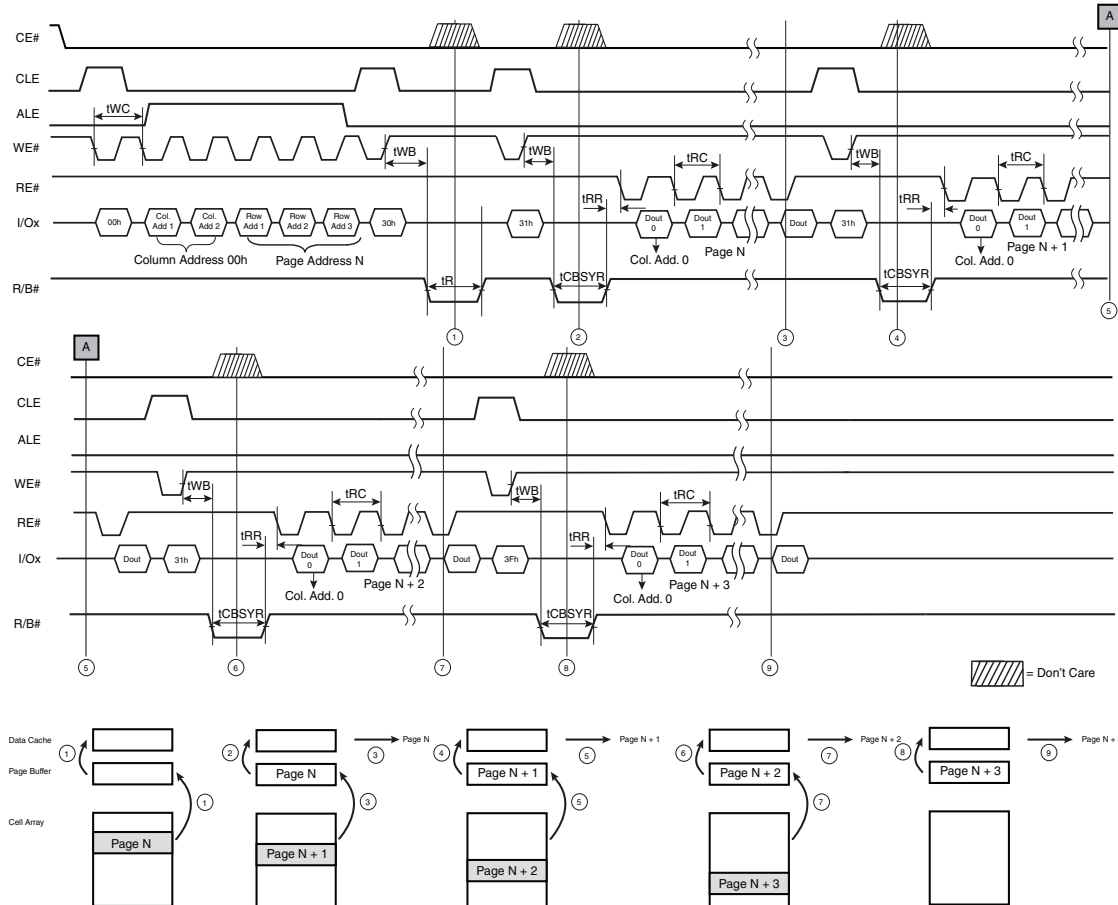 A
CE#
CLE
tWC
ALE
WE#
tWB
tWB
tWB
tRC
tRC
RE#
tRR
tRR
I/Ox
00h
Col. Add 1
Col. Add 2
Row Add 1
Row Add 2
Row Add 3
30h
31h
Dout 0
Dout 1
Dout
31h
Dout 0
Dout 1
Column Address 00h
Page Address N
Page N
Col. Add. 0
Page N + 1
Col. Add. 0
R/B#
tR
tCBSYR
tCBSYR
1
2
3
4
5
A
CE#
CLE
ALE
WE#
tWB
tWB
tRC
tRC
RE#
tRR
tRR
I/Ox
Dout
31h
Dout 0
Dout 1
Dout
3Fh
Dout 0
Dout 1
Dout
Page N + 2
Page N + 3
Col. Add. 0
Col. Add. 0
R/B#
tCBSYR
tCBSYR
5
6
7
8
9
= Don't Care
Data Cache
1
2
3
Page N
4
5
Page N + 1
6
7
Page N + 2
8
9
Page N +
Page Buffer
Page N
Page N + 1
Page N + 2
Page N + 3
1
3
5
7
Cell Array
Page N
Page N + 1
Page N + 2
Page N + 3